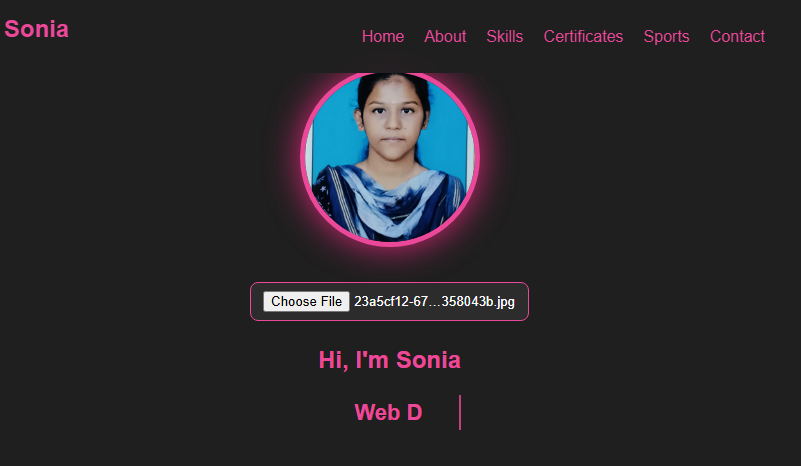 Sonia
Home About Skills Certificates Sports Contact
Choose File 23a5cf12-67...358043b.jpg
Hi, I'm Sonia
Web D